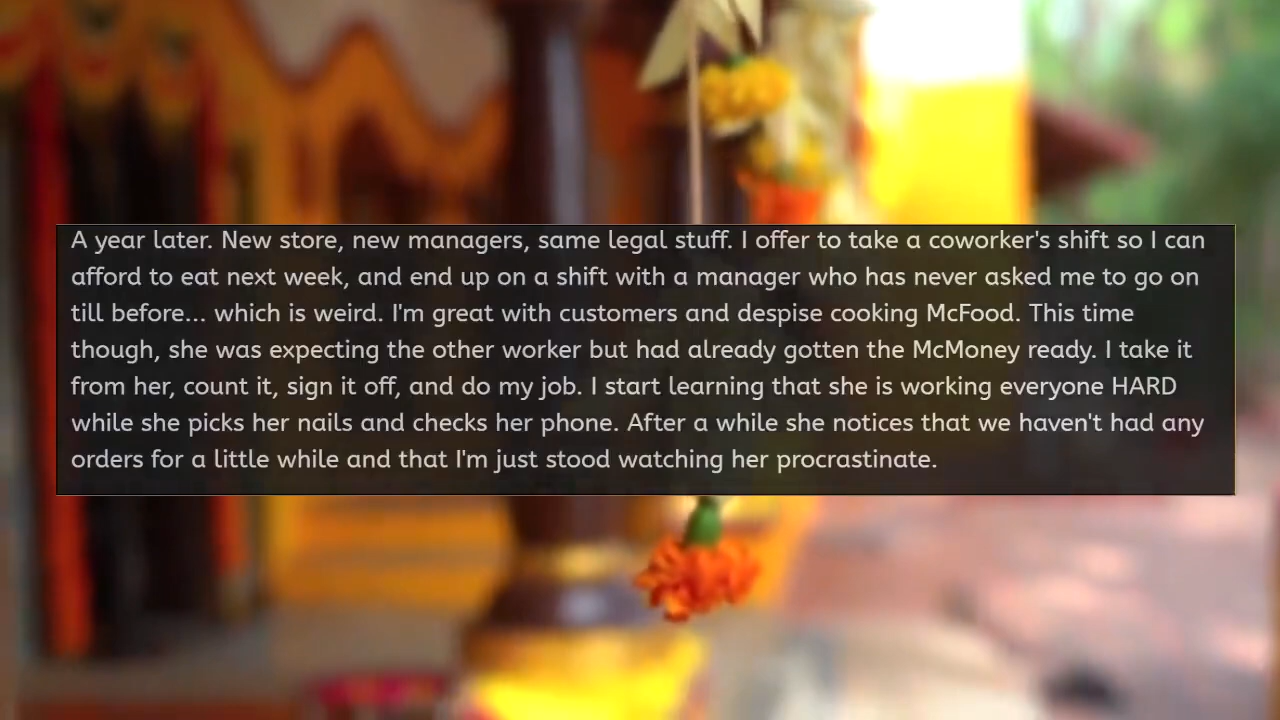 A year later. New store, new managers, same legal stuff. I offer to take a coworker's shift so I can
afford to eat next week, and end up on a shift with a manager who has never asked me to go on
till before... which is weird. I'm great with customers and despise cooking McFood. This time
though, she was expecting the other worker but had already gotten the McMoney ready. I take it
from her, count it, sign it off, and do my job. I start learning that she is working everyone HARD
while she picks her nails and checks her phone. After a while she notices that we haven't had any
orders for a little while and that I'm just stood watching her procrastinate.